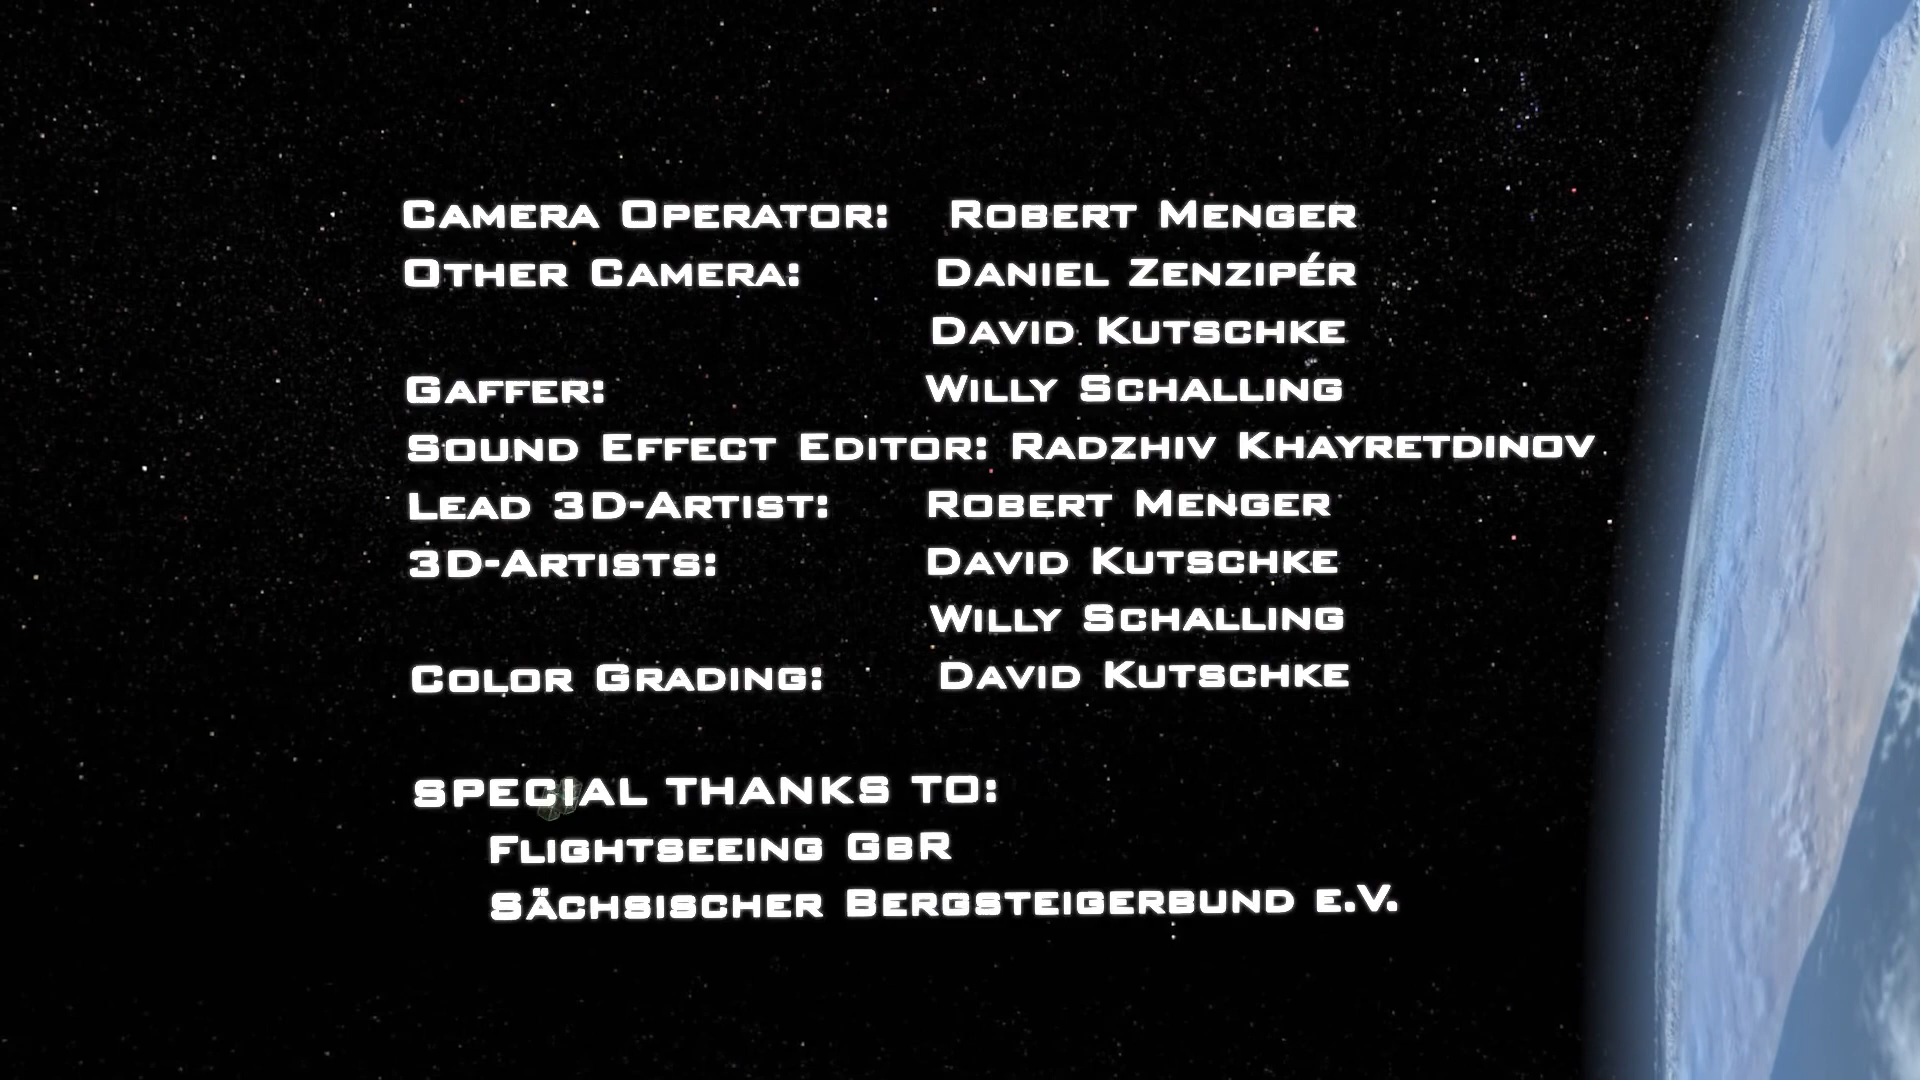 Camera Operator: Robert Menger
Other Camera: Daniel Zenzipér
David Kutschke
Gaffer: Willy Schalling
Sound Effect Editor: Radzhiv Khayretdinov
Lead 3D-Artist: Robert Menger
3D-Artists: David Kutschke
Willy Schalling
Color Grading: David Kutschke
SPECIAL THANKS TO:
Flightseeing GbR
Sächsischer Bergsteigerbund e.V.